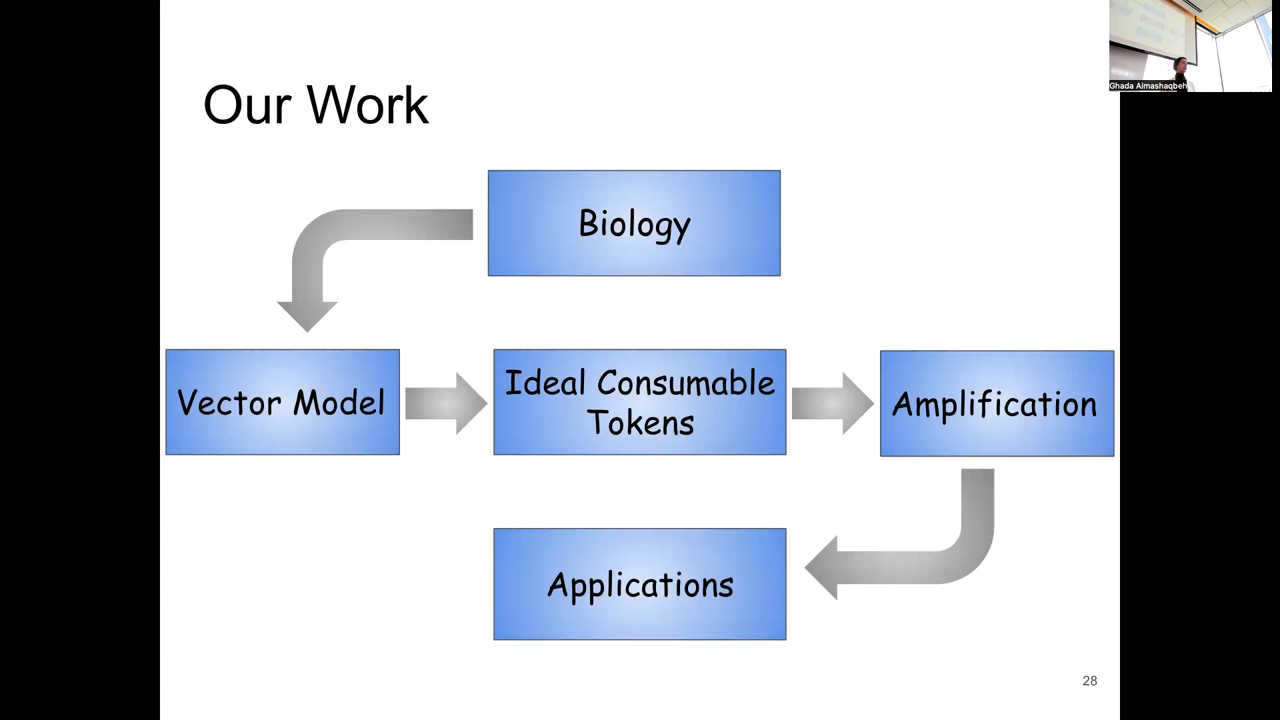 Ghada Almashaqbeh
Our Work
Biology
Vector Model
Ideal Consumable
Tokens
Amplification
Applications
28